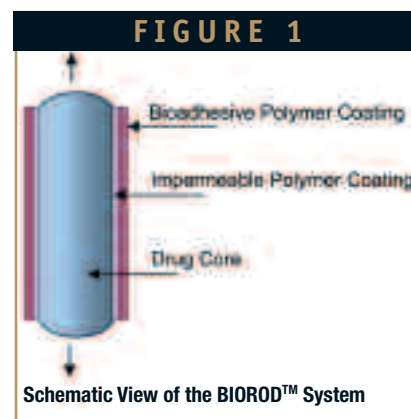 FIGURE 1
Bioadhesive Polymer Coating
Impermeable Polymer Coating
Drug Core
Schematic View of the BIOROD™ System